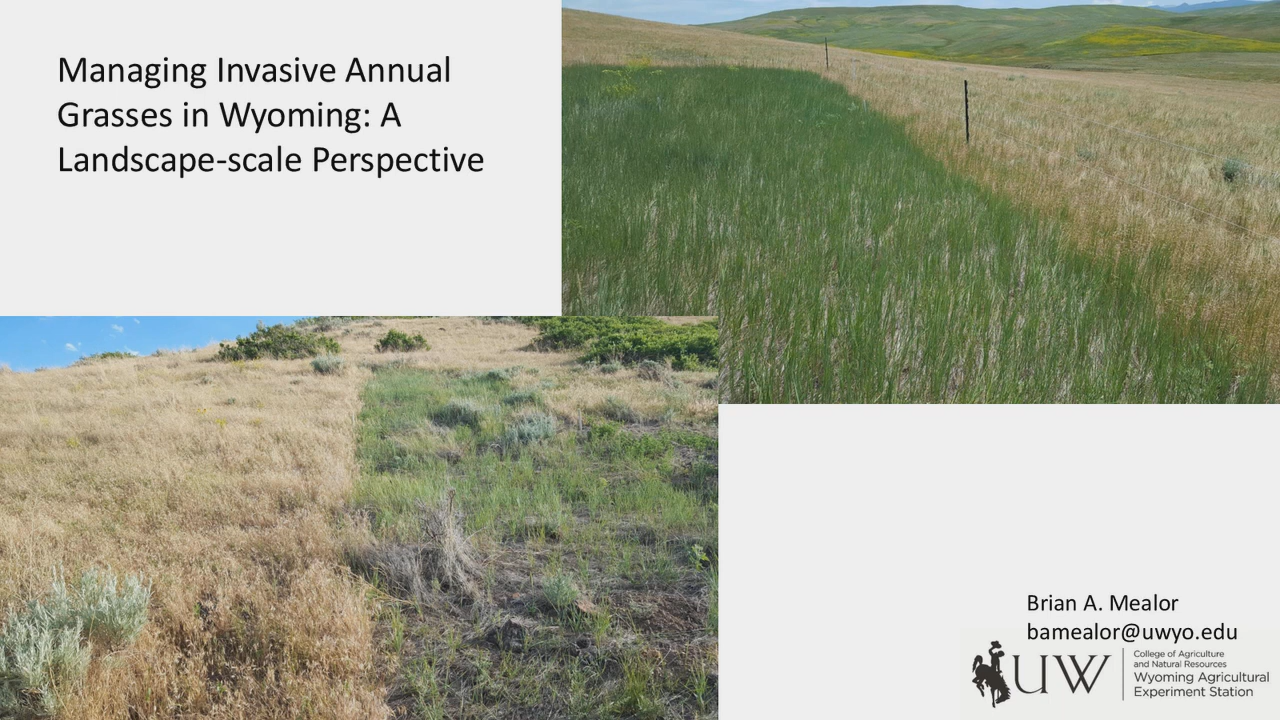 Managing Invasive Annual
Grasses in Wyoming: A
Landscape-scale Perspective
Brian A. Mealor
bamealor@uwyo.edu
UW
College of Agriculture
and Natural Resources
Wyoming Agricultural
Experiment Station